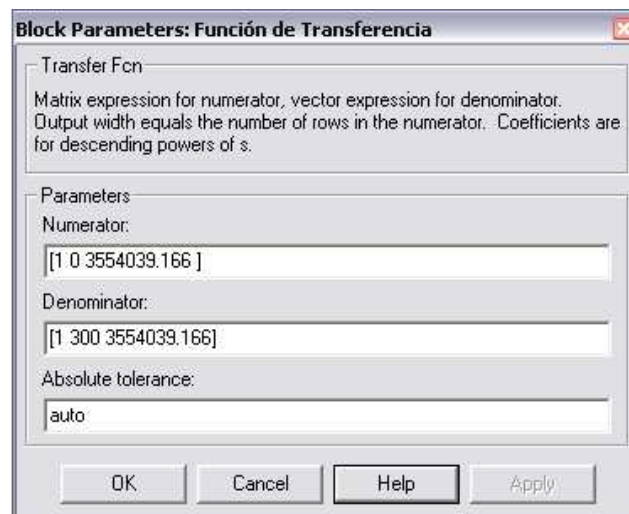 Block Parameters: Función de Transferencia
Transfer Fcn
Matrix expression for numerator, vector expression for denominator.
Output width equals the number of rows in the numerator. Coefficients are
for descending powers of s.
Parameters
Numerator:
[1 0 3554039.166 ]
Denominator:
[1 300 3554039.166]
Absolute tolerance:
auto
OK Cancel Help Apply